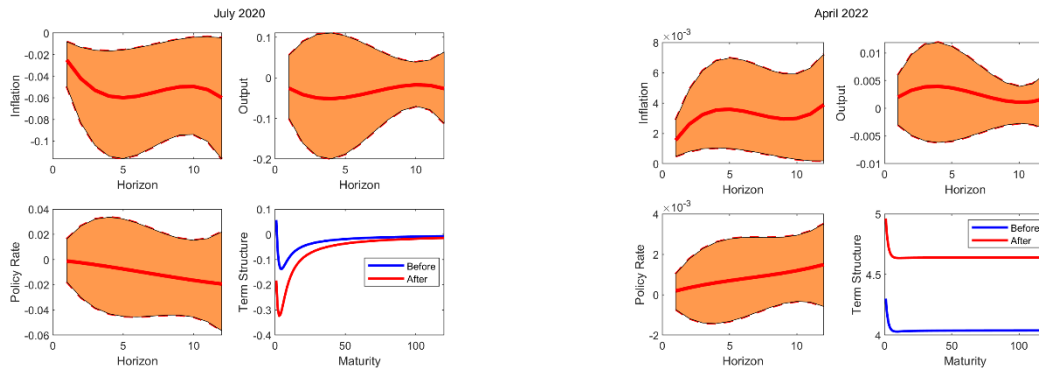 July 2020
0
-0.02
-0.04
-0.06
-0.08
-0.1
Inflation
0 5 10
Horizon
0.1
0
-0.1
-0.2
Output
0 5 10
Horizon
0.04
0.02
0
-0.02
-0.04
-0.06
Policy Rate
0 5 10
Horizon
0.1
0
-0.1
-0.2
-0.3
-0.4
Term Structure
Before
After
0 50 100
Maturity
April 2022
8 ×10⁻³
6
4
2
0
Inflation
0 5 10
Horizon
0.01
0.005
0
-0.005
-0.01
Output
0 5 10
Horizon
4 ×10⁻³
2
0
-2
Policy Rate
0 5 10
Horizon
5
4.5
4
Term Structure
Before
After
0 50 100
Maturity